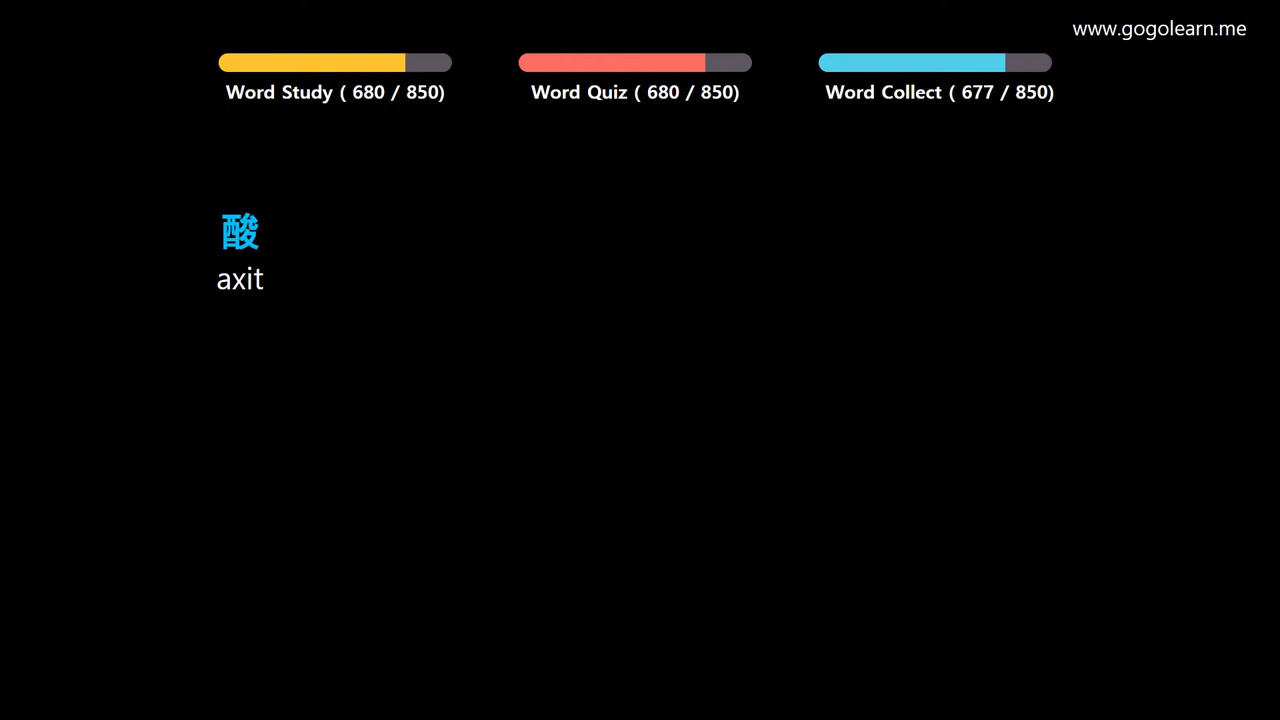 www.gogolearn.me
Word Study ( 680 / 850)
Word Quiz ( 680 / 850)
Word Collect ( 677 / 850)
酸
axit